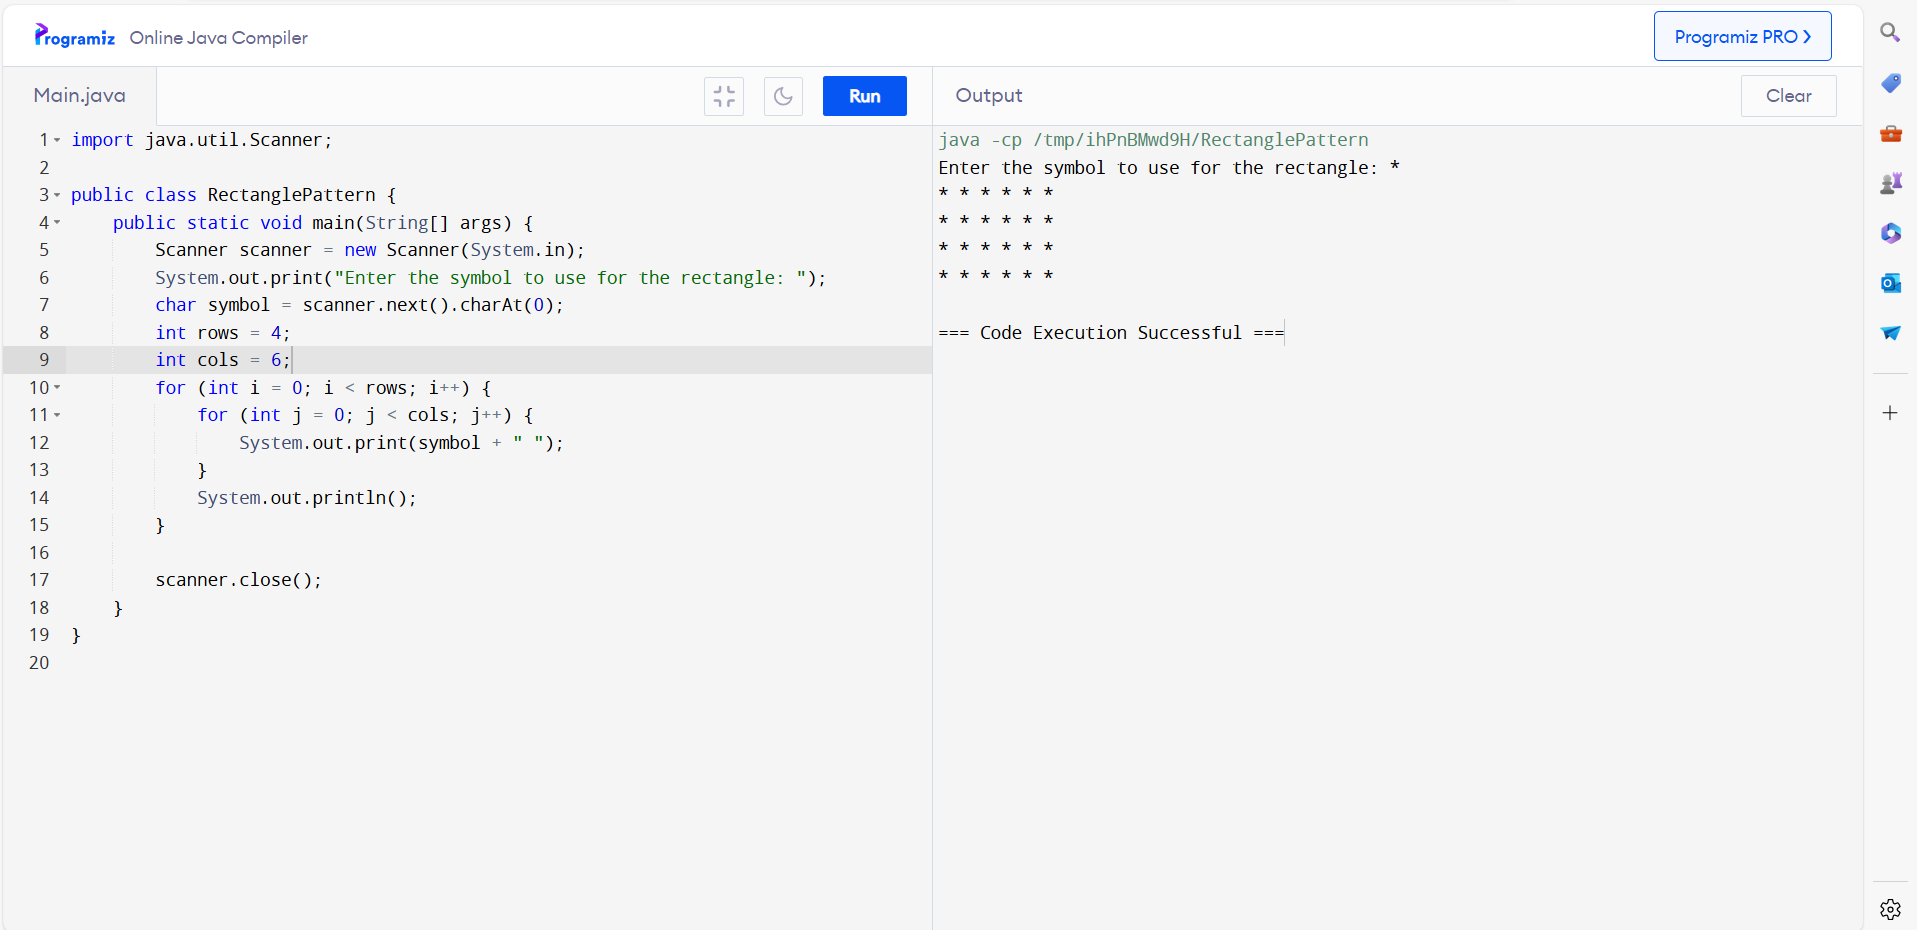 Programiz Online Java Compiler
Programiz PRO
Main.java
Run
1 import java.util.Scanner;
2
3 public class RectanglePattern {
4     public static void main(String[] args) {
5         Scanner scanner = new Scanner(System.in);
6         System.out.print("Enter the symbol to use for the rectangle: ");
7         char symbol = scanner.next().charAt(0);
8         int rows = 4;
9         int cols = 6;
10         for (int i = 0; i < rows; i++) {
11             for (int j = 0; j < cols; j++) {
12                 System.out.print(symbol + " ");
13             }
14             System.out.println();
15         }
16
17         scanner.close();
18     }
19 }
20
Output
Clear
java -cp /tmp/ihPnBMwd9H/RectanglePattern
Enter the symbol to use for the rectangle: *
* * * * * *
* * * * * *
* * * * * *
* * * * * *
=== Code Execution Successful ===